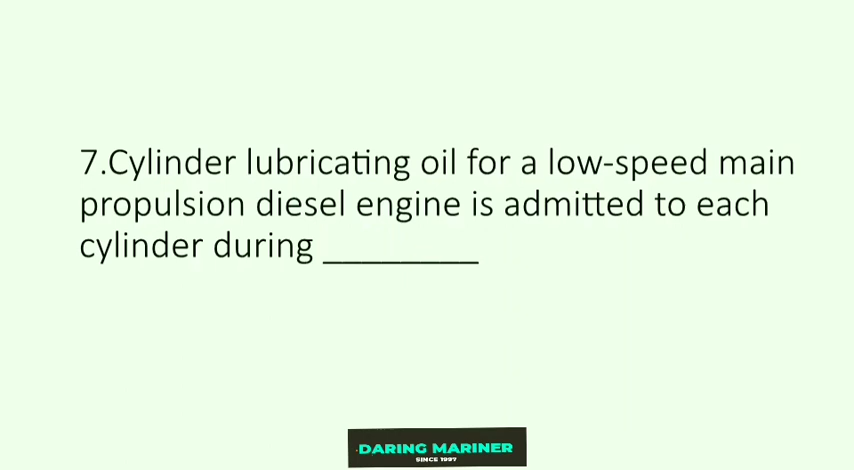 7.Cylinder lubricating oil for a low-speed main
propulsion diesel engine is admitted to each
cylinder during ________
DARING MARINER
SINCE 1997